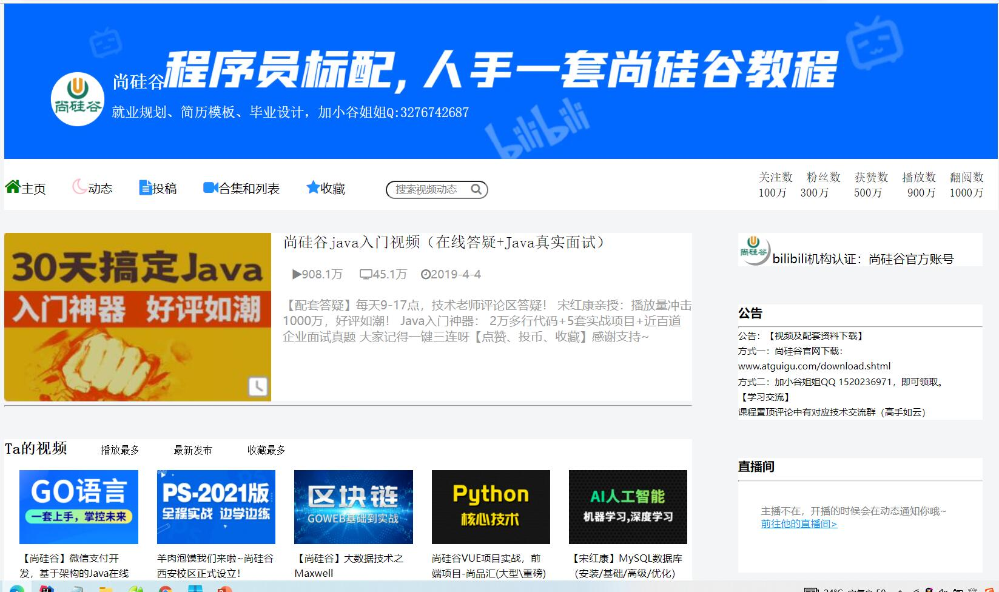 程序员标配，人手一套尚硅谷教程
尚硅谷
尚硅谷
就业规划、简历模板、毕业设计，加小谷姐姐Q:3276742687
bilibili
主页 动态 投稿 合集和列表 收藏 搜索视频动态
关注数 粉丝数 获赞数 播放数 翻阅数
100万 300万 500万 900万 1000万
30天搞定Java
入门神器 好评如潮
尚硅谷java入门视频（在线答疑+Java真实面试）
908.1万 45.1万 2019-4-4
【配套答疑】每天9-17点，技术老师评论区答疑！ 宋红康亲授：播放量冲击
1000万，好评如潮！ Java入门神器： 2万多行代码+5套实战项目+近百道
企业面试真题 大家记得一键三连呀【点赞、投币、收藏】感谢支持~
尚硅谷
bilibili机构认证：尚硅谷官方账号
公告
公告：【视频及配套资料下载】
方式一：尚硅谷官网下载：
www.atguigu.com/download.shtml
方式二：加小谷姐姐QQ 1520236971，即可领取。
【学习交流】
课程置顶评论中有对应技术交流群（高手如云）
Ta的视频 播放最多 最新发布 收藏最多
GO语言
一套上手，掌控未来
【尚硅谷】微信支付开
发，基于架构的Java在线
PS-2021版
全程实战 边学边练
羊肉泡馍我们来啦~尚硅谷
西安校区正式设立！
区块链
GOWEB基础到实战
【尚硅谷】大数据技术之
Maxwell
Python
核心技术
尚硅谷VUE项目实战，前
端项目-尚品汇(大型\重磅)
AI人工智能
机器学习,深度学习
【宋红康】MySQL数据库
（安装/基础/高级/优化）
直播间
主播不在，开播的时候会在动态通知你哦~
前往他的直播间>